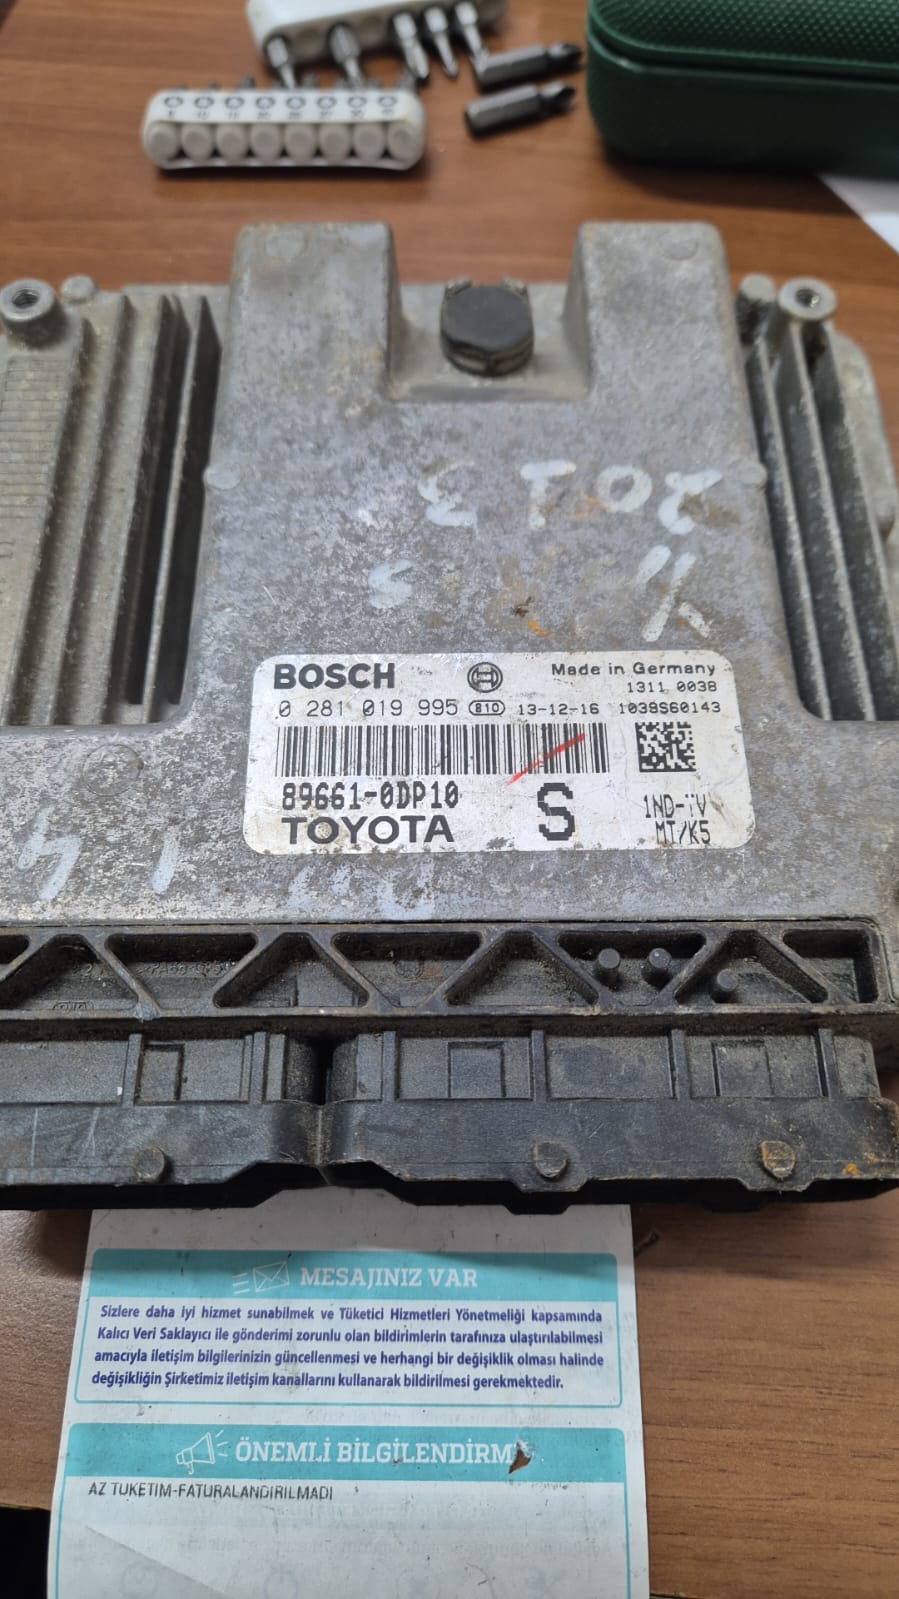 2013
S
BOSCH
Made in Germany
1311 0038
0 281 019 995 810 13-12-16 1039S60143
89661-0DP10
S
1ND-TV
TOYOTA
MT/K5
MESAJINIZ VAR
Sizlere daha iyi hizmet sunabilmek ve Tüketici Hizmetleri Yönetmeliği kapsamında
Kalıcı Veri Saklayıcı ile gönderimi zorunlu olan bildirimlerin tarafınıza ulaştırılabilmesi
amacıyla iletişim bilgilerinizin güncellenmesi ve herhangi bir değişiklik olması halinde
değişikliğin Şirketimiz iletişim kanallarını kullanarak bildirilmesi gerekmektedir.
ÖNEMLİ BİLGİLENDİRM
AZ TUKETIM-FATURALANDIRILMADI